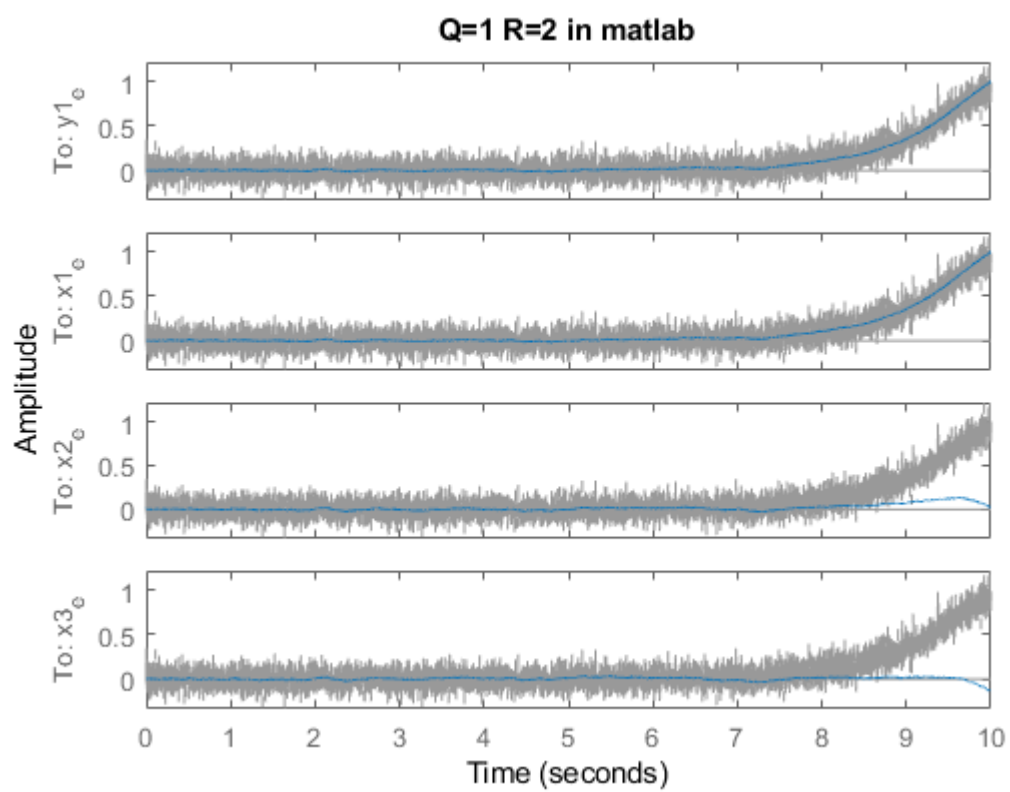 Q=1 R=2 in matlab
Amplitude
To: y1e
1
0.5
0
To: x1e
1
0.5
0
To: x2e
1
0.5
0
To: x3e
1
0.5
0
0 1 2 3 4 5 6 7 8 9 10
Time (seconds)